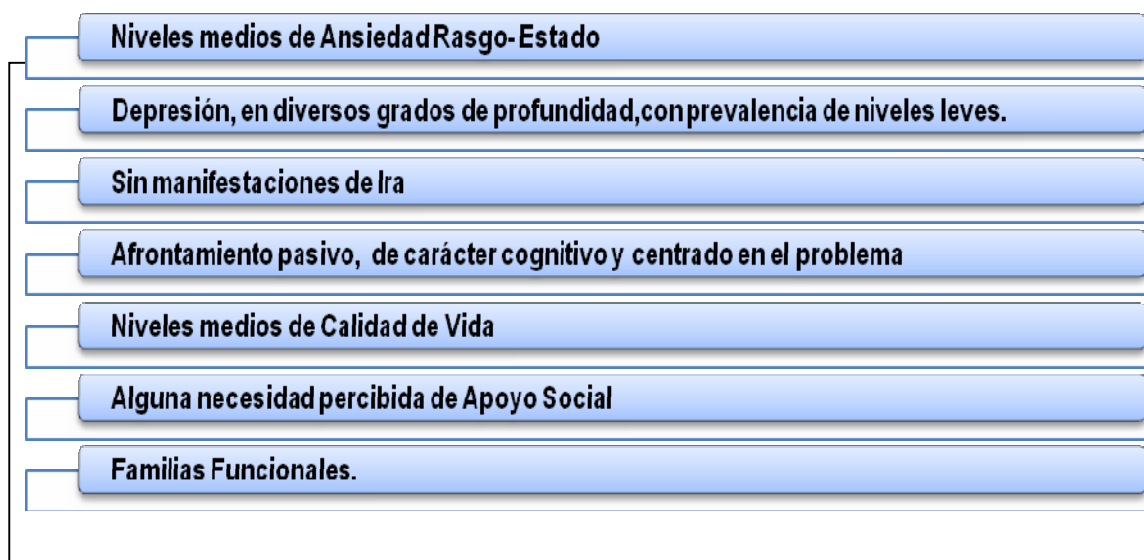 Niveles medios de Ansiedad Rasgo-Estado
Depresión, en diversos grados de profundidad,con prevalencia de niveles leves.
Sin manifestaciones de Ira
Afrontamiento pasivo, de carácter cognitivo y centrado en el problema
Niveles medios de Calidad de Vida
Alguna necesidad percibida de Apoyo Social
Familias Funcionales.